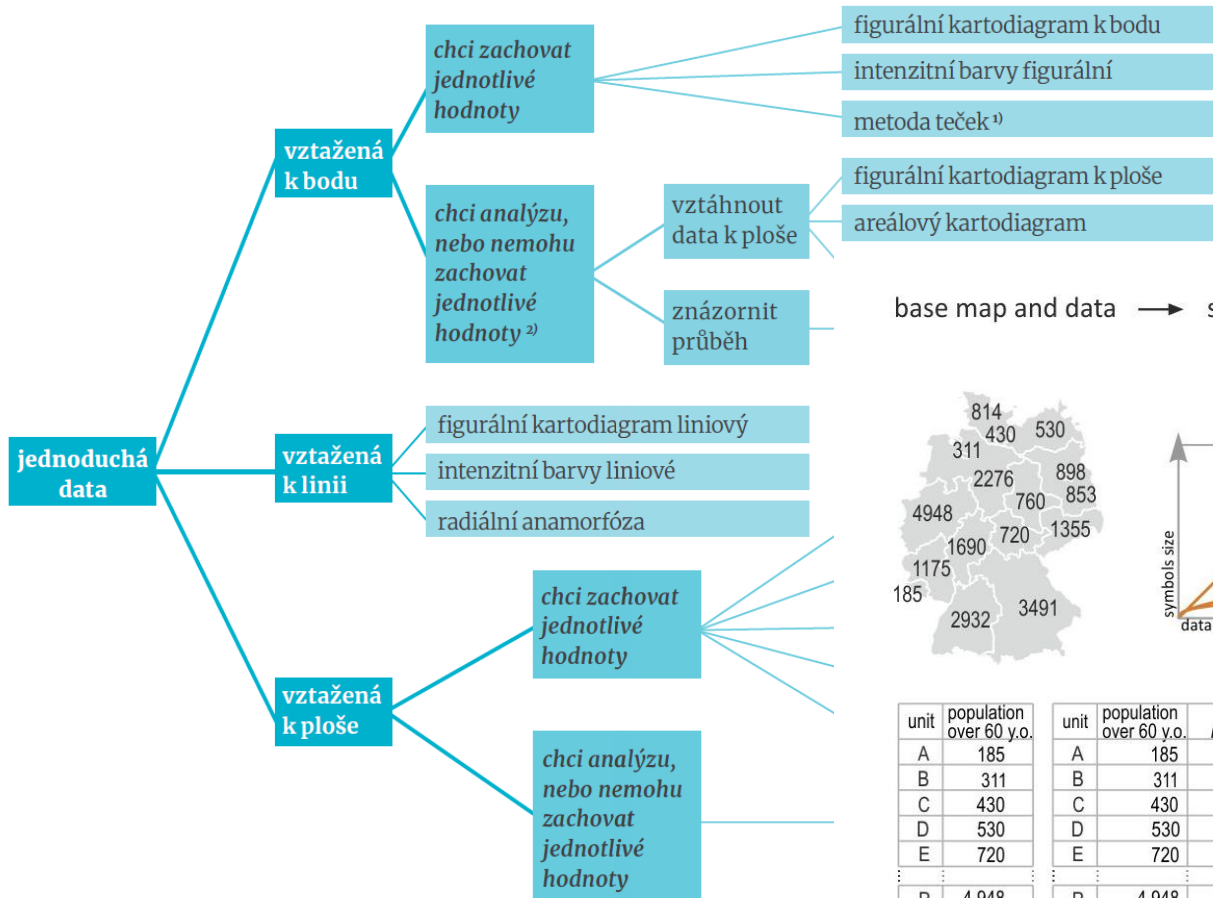 jednoduchá
data
vztažená
k bodu
chci zachovat
jednotlivé
hodnoty
figurální kartodiagram k bodu
intenzitní barvy figurální
metoda teček ¹⁾
chci analýzu,
nebo nemohu
zachovat
jednotlivé
hodnoty ²⁾
vztáhnout
data k ploše
figurální kartodiagram k ploše
areálový kartodiagram
znázornit
průběh
vztažená
k linii
figurální kartodiagram liniový
intenzitní barvy liniové
radiální anamorfóza
vztažená
k ploše
chci zachovat
jednotlivé
hodnoty
chci analýzu,
nebo nemohu
zachovat
jednotlivé
hodnoty
base map and data → s
814
430
530
311
2276
898
760
853
4948
720
1355
1690
1175
185
2932
3491
symbols size
data
unit population over 60 y.o.
A 185
B 311
C 430
D 530
E 720
4 948
unit population over 60 y.o.
A 185
B 311
C 430
D 530
E 720
4 948